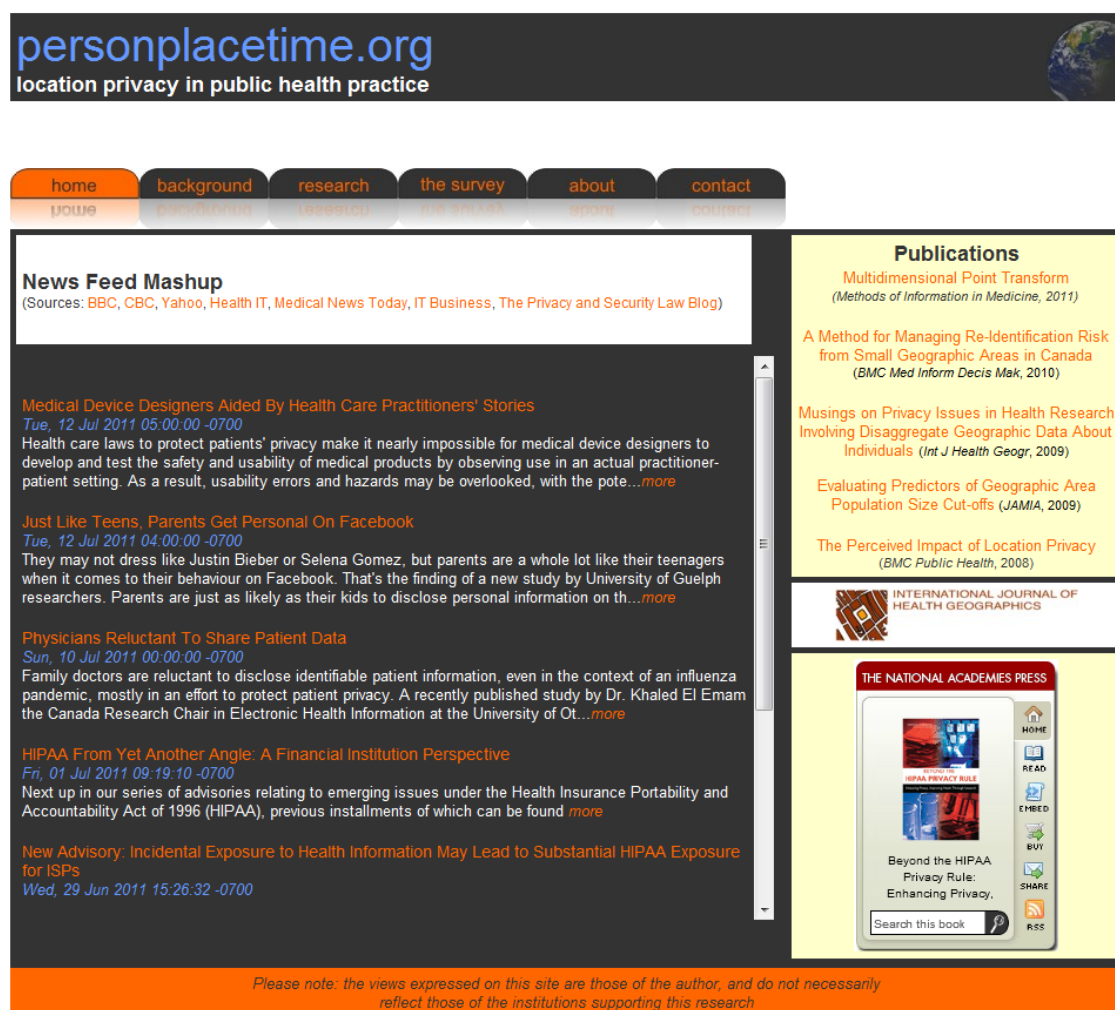 personplacetime.org
location privacy in public health practice
home
background
research
the survey
about
contact
News Feed Mashup
(Sources: BBC, CBC, Yahoo, Health IT, Medical News Today, IT Business, The Privacy and Security Law Blog)
Medical Device Designers Aided By Health Care Practitioners' Stories
Tue, 12 Jul 2011 05:00:00 -0700
Health care laws to protect patients' privacy make it nearly impossible for medical device designers to
develop and test the safety and usability of medical products by observing use in an actual practitioner-
patient setting. As a result, usability errors and hazards may be overlooked, with the pote...more
Just Like Teens, Parents Get Personal On Facebook
Tue, 12 Jul 2011 04:00:00 -0700
They may not dress like Justin Bieber or Selena Gomez, but parents are a whole lot like their teenagers
when it comes to their behaviour on Facebook. That's the finding of a new study by University of Guelph
researchers. Parents are just as likely as their kids to disclose personal information on th...more
Physicians Reluctant To Share Patient Data
Sun, 10 Jul 2011 00:00:00 -0700
Family doctors are reluctant to disclose identifiable patient information, even in the context of an influenza
pandemic, mostly in an effort to protect patient privacy. A recently published study by Dr. Khaled El Emam
the Canada Research Chair in Electronic Health Information at the University of Ot...more
HIPAA From Yet Another Angle: A Financial Institution Perspective
Fri, 01 Jul 2011 09:19:10 -0700
Next up in our series of advisories relating to emerging issues under the Health Insurance Portability and
Accountability Act of 1996 (HIPAA), previous installments of which can be found more
New Advisory: Incidental Exposure to Health Information May Lead to Substantial HIPAA Exposure
for ISPs
Wed, 29 Jun 2011 15:26:32 -0700
Publications
Multidimensional Point Transform
(Methods of Information in Medicine, 2011)
A Method for Managing Re-Identification Risk
from Small Geographic Areas in Canada
(BMC Med Inform Decis Mak, 2010)
Musings on Privacy Issues in Health Research
Involving Disaggregate Geographic Data About
Individuals (Int J Health Geogr, 2009)
Evaluating Predictors of Geographic Area
Population Size Cut-offs (JAMIA, 2009)
The Perceived Impact of Location Privacy
(BMC Public Health, 2008)
INTERNATIONAL JOURNAL OF
HEALTH GEOGRAPHICS
THE NATIONAL ACADEMIES PRESS
BEYOND THE
HIPAA PRIVACY RULE
HOME
READ
EMBED
BUY
SHARE
RSS
Beyond the HIPAA
Privacy Rule:
Enhancing Privacy,
Search this book
Please note: the views expressed on this site are those of the author, and do not necessarily
reflect those of the institutions supporting this research